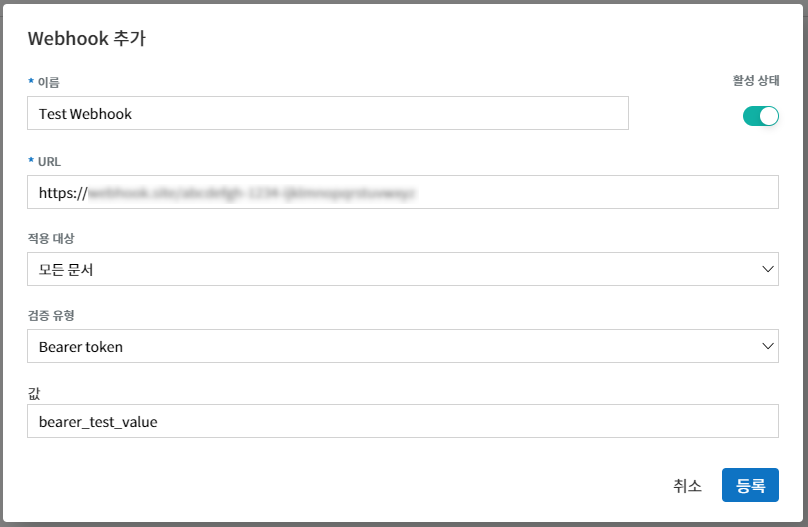 Webhook 추가
* 이름
활성 상태
Test Webhook
* URL
https://
적용 대상
모든 문서
검증 유형
Bearer token
값
bearer_test_value
취소
등록